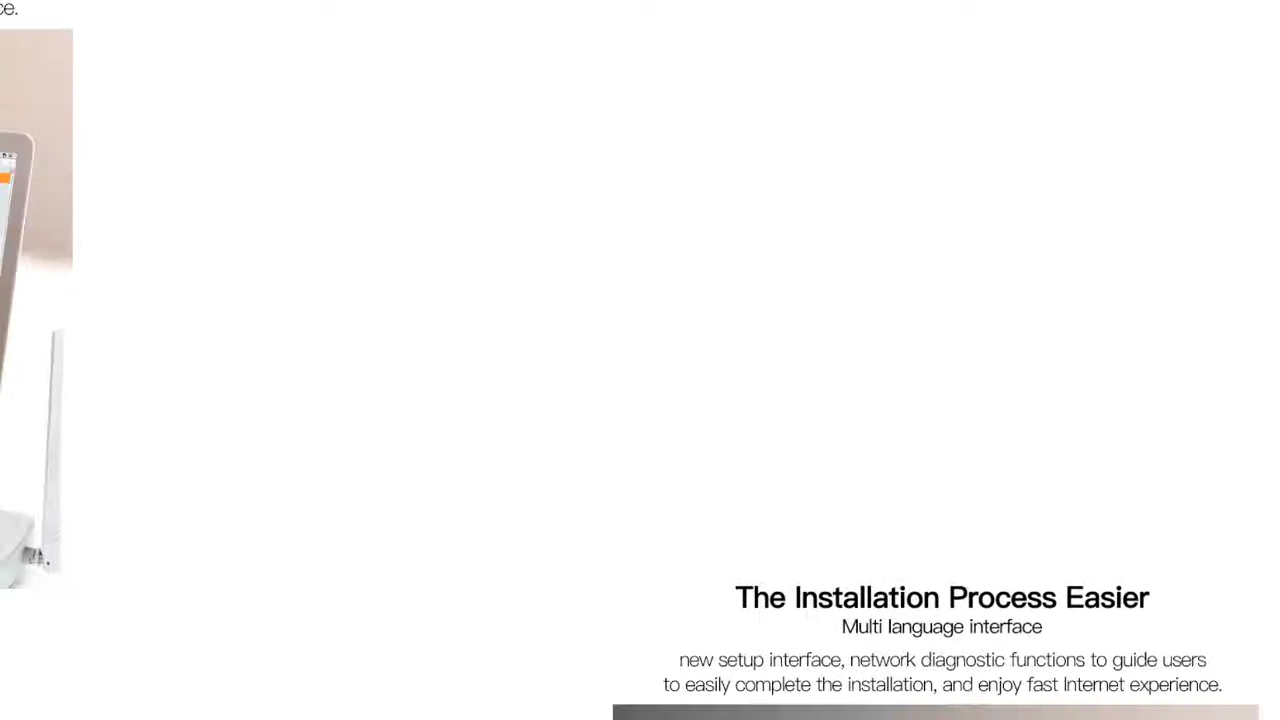 ce.
The Installation Process Easier
Multi language interface
new setup interface, network diagnostic functions to guide users
to easily complete the installation, and enjoy fast Internet experience.